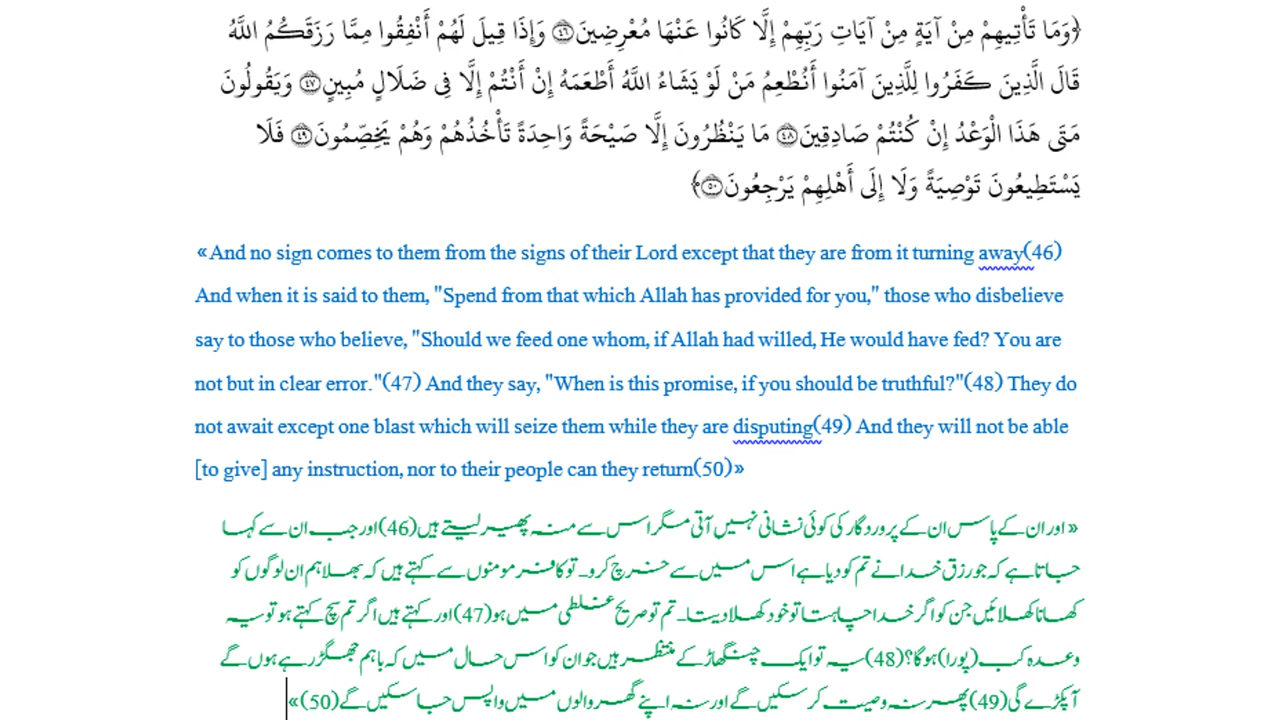 ﴿وَمَا تَأْتِيهِمْ مِنْ آيَةٍ مِنْ آيَاتِ رَبِّهِمْ إِلَّا كَانُوا عَنْهَا مُعْرِضِينَ۝٤٦ وَإِذَا قِيلَ لَهُمْ أَنْفِقُوا مِمَّا رَزَقَكُمُ اللَّهُ
قَالَ الَّذِينَ كَفَرُوا لِلَّذِينَ آمَنُوا أَنُطْعِمُ مَنْ لَوْ يَشَاءُ اللَّهُ أَطْعَمَهُ إِنْ أَنْتُمْ إِلَّا فِي ضَلَالٍ مُبِينٍ۝٤٧ وَيَقُولُونَ
مَتَى هَذَا الْوَعْدُ إِنْ كُنْتُمْ صَادِقِينَ۝٤٨ مَا يَنْظُرُونَ إِلَّا صَيْحَةً وَاحِدَةً تَأْخُذُهُمْ وَهُمْ يَخِصِّمُونَ۝٤٩ فَلَا
يَسْتَطِيعُونَ تَوْصِيَةً وَلَا إِلَى أَهْلِهِمْ يَرْجِعُونَ۝٥٠﴾
«And no sign comes to them from the signs of their Lord except that they are from it turning away(46)
And when it is said to them, "Spend from that which Allah has provided for you," those who disbelieve
say to those who believe, "Should we feed one whom, if Allah had willed, He would have fed? You are
not but in clear error."(47) And they say, "When is this promise, if you should be truthful?"(48) They do
not await except one blast which will seize them while they are disputing(49) And they will not be able
[to give] any instruction, nor to their people can they return(50)»
«اور ان کے پاس ان کے پروردگار کی کوئی نشانی نہیں آتی مگر اس سے منہ پھیر لیتے ہیں(46) اور جب ان سے کہا
جاتا ہے کہ جو رزق خدا نے تم کو دیا ہے اس میں سے خرچ کرو۔ تو کافر مومنوں سے کہتے ہیں کہ بھلا ہم ان لوگوں کو
کھانا کھلائیں جن کو اگر خدا چاہتا تو خود کھلا دیتا۔ تم تو صریح غلطی میں ہو(47) اور کہتے ہیں اگر تم سچ کہتے ہو تو یہ
وعدہ کب (پورا) ہوگا؟(48) یہ تو ایک چنگھاڑ کے منتظر ہیں جو ان کو اس حال میں کہ باہم جھگڑ رہے ہوں گے
آپکڑے گی(49) پھر نہ وصیت کر سکیں گے اور نہ اپنے گھر والوں میں واپس جا سکیں گے(50)»